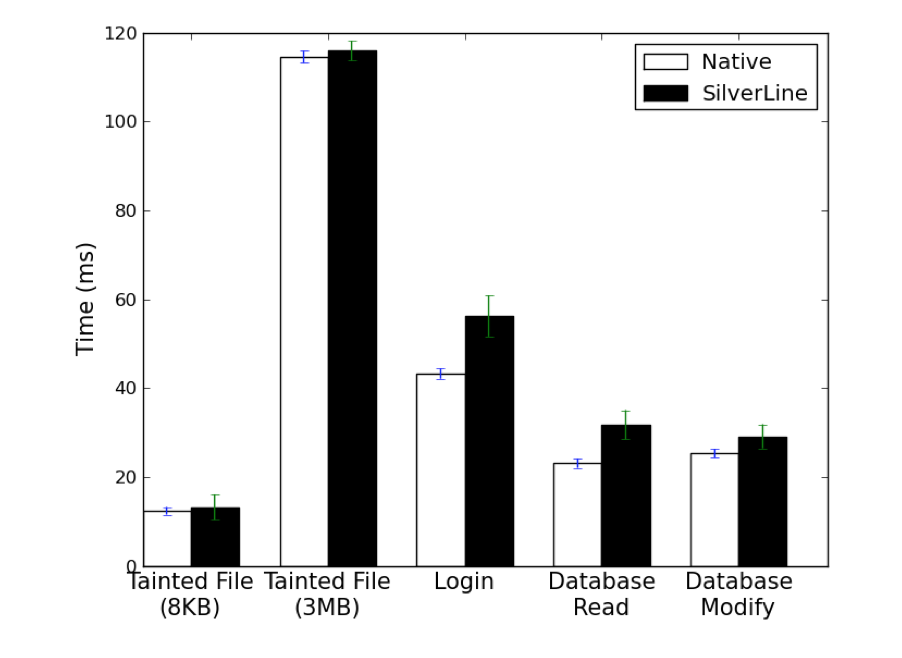 120
100
80
60
40
20
0
Time (ms)
Native
SilverLine
Tainted File
(8KB)
Tainted File
(3MB)
Login
Database
Read
Database
Modify